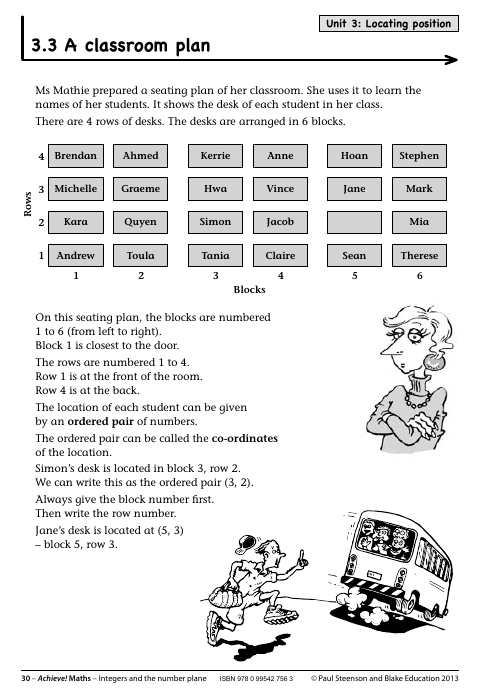 Unit 3: Locating position
3.3 A classroom plan
Ms Mathie prepared a seating plan of her classroom. She uses it to learn the
names of her students. It shows the desk of each student in her class.
There are 4 rows of desks. The desks are arranged in 6 blocks.
4 Brendan Ahmed Kerrie Anne Hoan Stephen
3 Michelle Graeme Hwa Vince Jane Mark
Rows
2 Kara Quyen Simon Jacob Mia
1 Andrew Toula Tania Claire Sean Therese
1 2 3 4 5 6
Blocks
On this seating plan, the blocks are numbered
1 to 6 (from left to right).
Block 1 is closest to the door.
The rows are numbered 1 to 4.
Row 1 is at the front of the room.
Row 4 is at the back.
The location of each student can be given
by an ordered pair of numbers.
The ordered pair can be called the co-ordinates
of the location.
Simon's desk is located in block 3, row 2.
We can write this as the ordered pair (3, 2).
Always give the block number first.
Then write the row number.
Jane's desk is located at (5, 3)
– block 5, row 3.
30 – Achieve! Maths – Integers and the number plane ISBN 978 0 99542 756 3 © Paul Steenson and Blake Education 2013